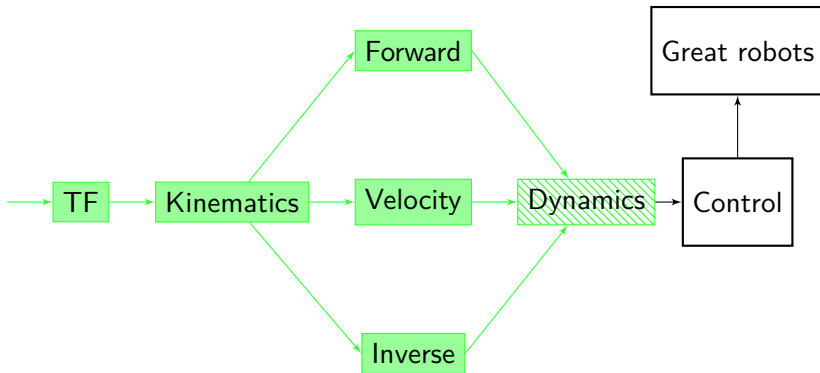 Forward
Great robots
TF
Kinematics
Velocity
Dynamics
Control
Inverse